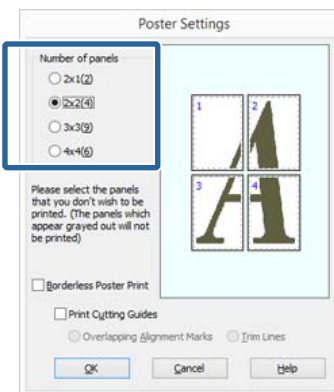 Poster Settings
Number of panels
2x1(2)
2x2(4)
3x3(9)
4x4(6)
1
2
3
4
A
Please select the panels
that you don't wish to be
printed. (The panels which
appear grayed out will not
be printed)
Borderless Poster Print
Print Cutting Guides
Overlapping Alignment Marks
Trim Lines
OK
Cancel
Help